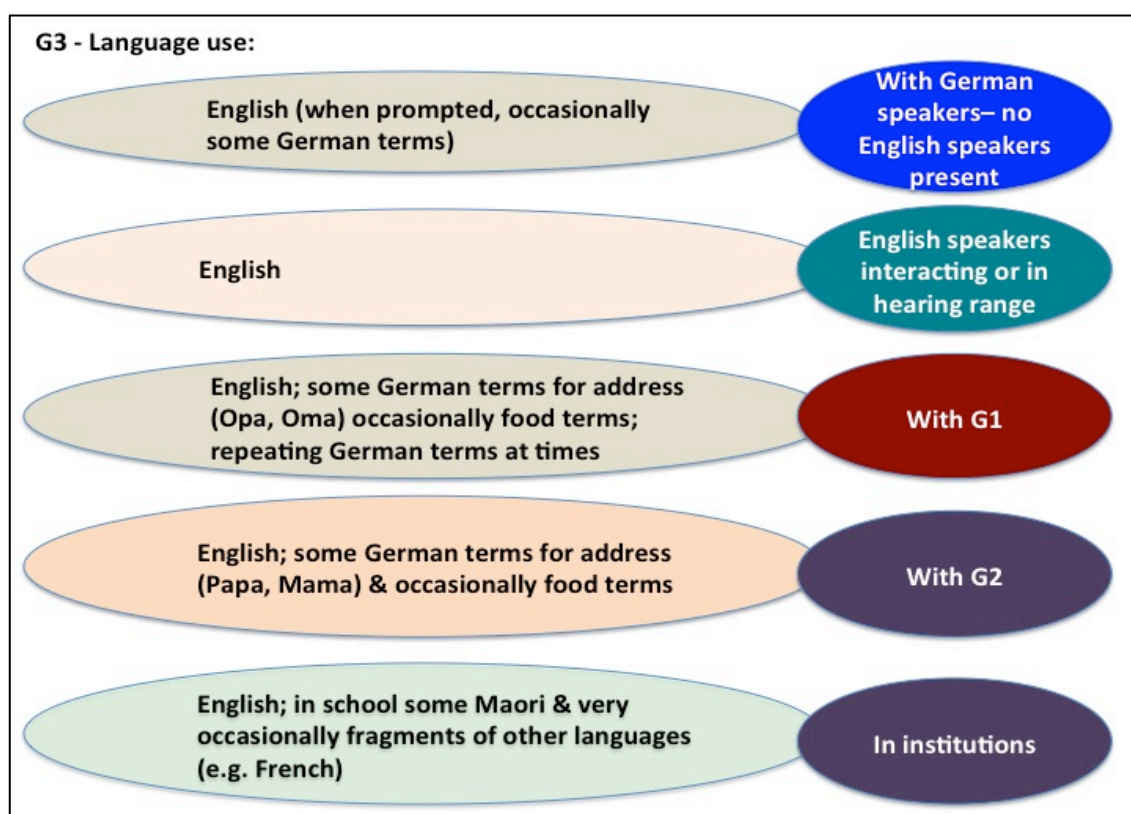 G3 - Language use:
English (when prompted, occasionally
some German terms)
With German
speakers– no
English speakers
present
English
English speakers
interacting or in
hearing range
English; some German terms for address
(Opa, Oma) occasionally food terms;
repeating German terms at times
With G1
English; some German terms for address
(Papa, Mama) & occasionally food terms
With G2
English; in school some Maori & very
occasionally fragments of other languages
(e.g. French)
In institutions